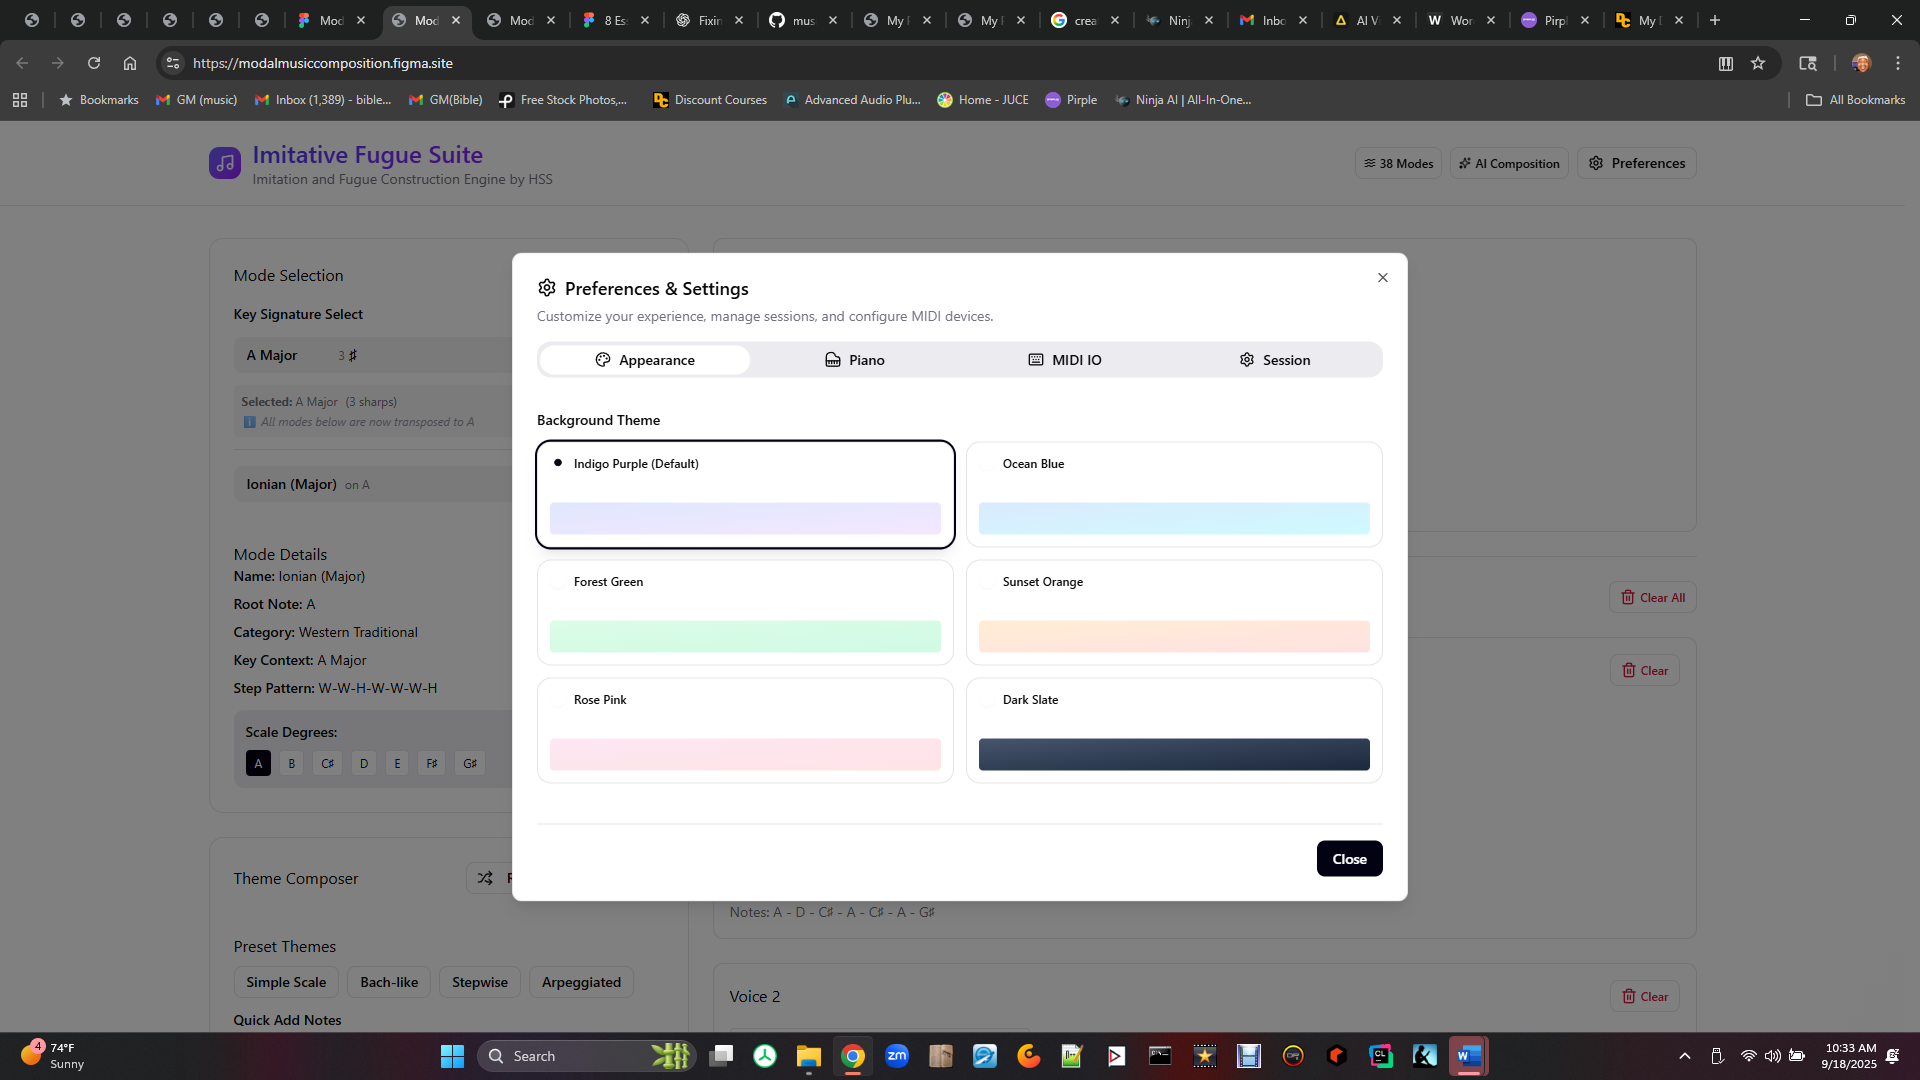 Mod
Mod
Mod
8 Es
Fixin
mus
My
My
crea
Ninj
Inbo
AI V
Wor
Pirpl
My
https://modalmusiccomposition.figma.site
Bookmarks
GM (music)
Inbox (1,389) - bible...
GM(Bible)
Free Stock Photos,...
Discount Courses
Advanced Audio Plu...
Home - JUCE
Pirple
Ninja AI | All-In-One...
All Bookmarks
Imitative Fugue Suite
Imitation and Fugue Construction Engine by HSS
38 Modes
AI Composition
Preferences
Mode Selection
Key Signature Select
A Major 3 ♯
Selected: A Major (3 sharps)
ℹ️ All modes below are now transposed to A
Ionian (Major) on A
Mode Details
Name: Ionian (Major)
Root Note: A
Category: Western Traditional
Key Context: A Major
Step Pattern: W-W-H-W-W-W-H
Scale Degrees:
A B C♯ D E F♯ G♯
Theme Composer
Preset Themes
Simple Scale Bach-like Stepwise Arpeggiated
Quick Add Notes
Preferences & Settings
Customize your experience, manage sessions, and configure MIDI devices.
Appearance Piano MIDI IO Session
Background Theme
Indigo Purple (Default)
Ocean Blue
Forest Green
Sunset Orange
Rose Pink
Dark Slate
Close
Clear All
Clear
Notes: A - D - C♯ - A - C♯ - A - G♯
Voice 2
Clear
4
74°F
Sunny
Search
zm
10:33 AM
9/18/2025